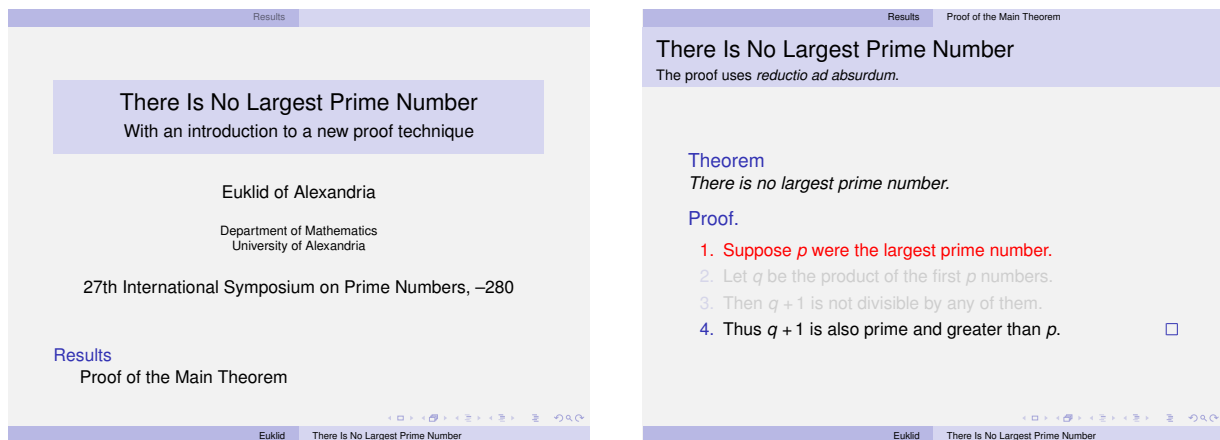 Results
There Is No Largest Prime Number
With an introduction to a new proof technique
Euklid of Alexandria
Department of Mathematics
University of Alexandria
27th International Symposium on Prime Numbers, –280
Results
Proof of the Main Theorem
Euklid There Is No Largest Prime Number
Results Proof of the Main Theorem
There Is No Largest Prime Number
The proof uses reductio ad absurdum.
Theorem
There is no largest prime number.
Proof.
1. Suppose p were the largest prime number.
2. Let q be the product of the first p numbers.
3. Then q + 1 is not divisible by any of them.
4. Thus q + 1 is also prime and greater than p.
Euklid There Is No Largest Prime Number